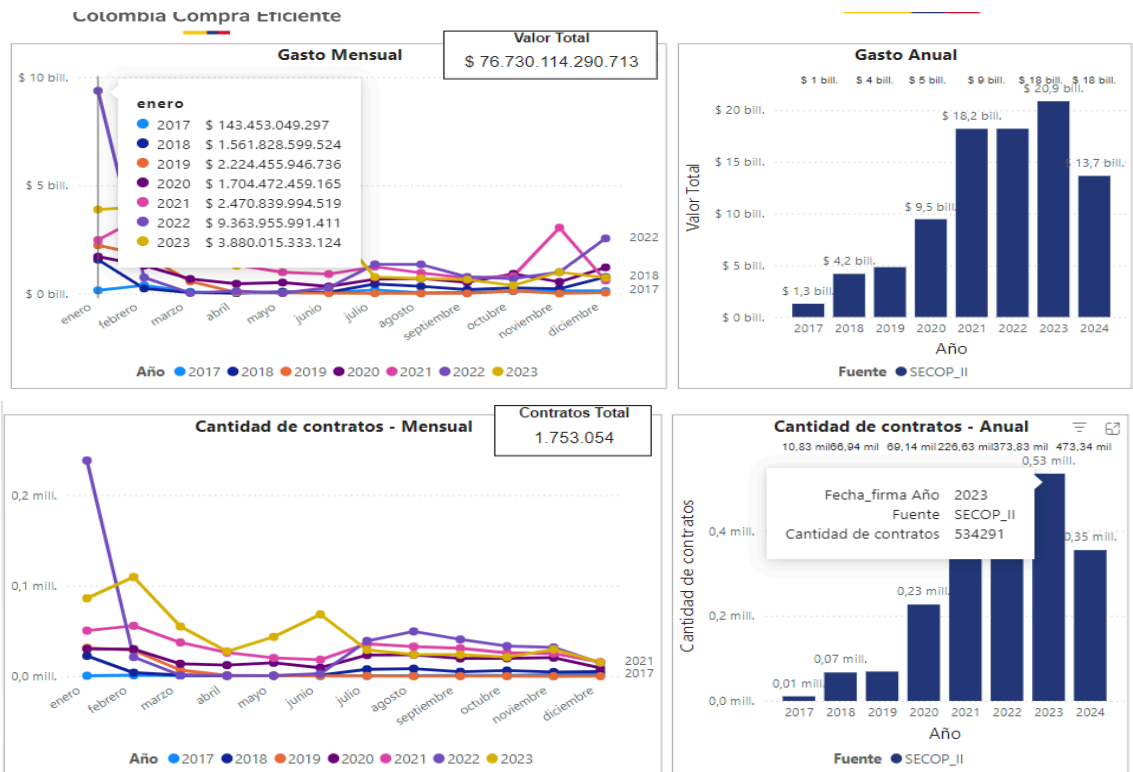 Colombia Compra Eficiente
Gasto Mensual
Valor Total
$ 76.730.114.290.713
$ 10 bill.
$ 5 bill.
$ 0 bill.
enero
2017 $ 143.453.049.297
2018 $ 1.561.828.599.524
2019 $ 2.224.455.946.736
2020 $ 1.704.472.459.165
2021 $ 2.470.839.994.519
2022 $ 9.363.955.991.411
2023 $ 3.880.015.333.124
2022
2018
2017
enero febrero marzo abril mayo junio julio agosto septiembre octubre noviembre diciembre
Año 2017 2018 2019 2020 2021 2022 2023
Gasto Anual
$ 1 bill. $ 4 bill. $ 5 bill. $ 9 bill. $ 18 bill. $ 18 bill.
$ 20,9 bill.
$ 20 bill.
$ 18,2 bill.
$ 15 bill.
$ 13,7 bill.
$ 10 bill.
$ 9,5 bill.
$ 5 bill.
$ 4,2 bill.
$ 1,3 bill.
$ 0 bill.
Valor Total
2017 2018 2019 2020 2021 2022 2023 2024
Año
Fuente SECOP_II
Cantidad de contratos - Mensual
Contratos Total
1.753.054
0,2 mill.
0,1 mill.
0,0 mill.
2021
2017
enero febrero marzo abril mayo junio julio agosto septiembre octubre noviembre diciembre
Año 2017 2018 2019 2020 2021 2022 2023
Cantidad de contratos - Anual
10,83 mil 66,94 mil 69,14 mil 226,63 mil 373,83 mil 473,34 mil
0,53 mill.
Fecha_firma Año 2023
Fuente SECOP_II
Cantidad de contratos 534291
0,4 mill.
0,35 mill.
0,23 mill.
0,2 mill.
0,07 mill.
0,01 mill.
0,0 mill.
Cantidad de contratos
2017 2018 2019 2020 2021 2022 2023 2024
Año
Fuente SECOP_II